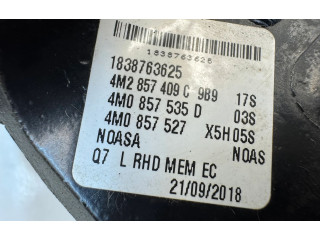 1838763625
1838763625
4M2 857 409 C 9B9 17S
4M0 857 535 D 03S
4M0 857 527 X5H 05S
NOASA NOAS
Q7 L RHD MEM EC
21/09/2018